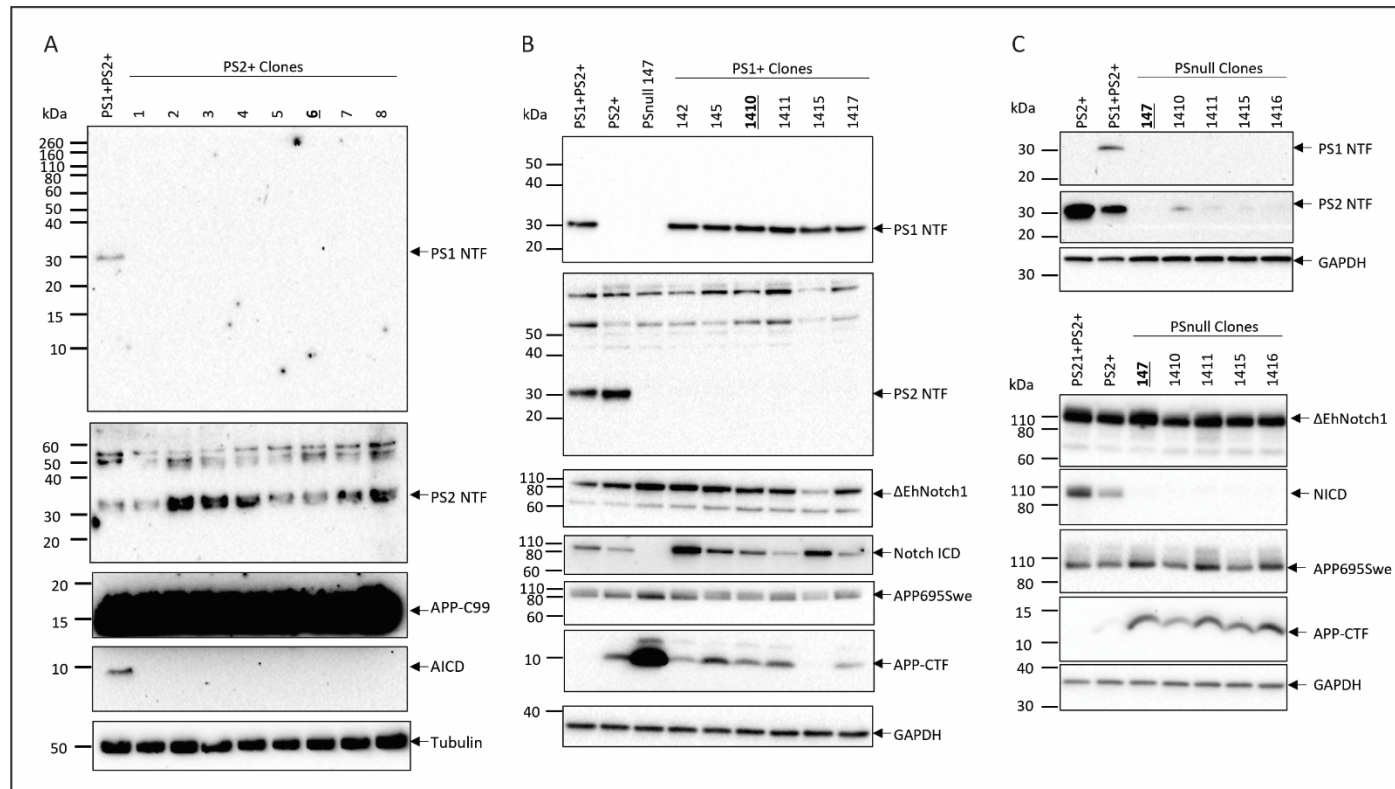 A
PS2+ Clones
PS1+PS2+
1 2 3 4 5 6 7 8
kDa
260
160
110
80
60
50
40
30
20
15
10
PS1 NTF
60
50
40
30
20
PS2 NTF
20
15
APP-C99
10
AICD
50
Tubulin
B
PS1+ Clones
PS1+PS2+
PS2+
PSnull 147
142 145 1410 1411 1415 1417
kDa
50
40
30
20
PS1 NTF
50
40
30
20
PS2 NTF
110
80
60
ΔEhNotch1
110
80
60
Notch ICD
110
80
60
APP695Swe
10
APP-CTF
40
GAPDH
C
PSnull Clones
PS2+
PS1+PS2+
147 1410 1411 1415 1416
kDa
30
20
PS1 NTF
30
20
PS2 NTF
30
GAPDH
PSnull Clones
PS21+PS2+
PS2+
147 1410 1411 1415 1416
kDa
110
80
60
ΔEhNotch1
110
80
NICD
110
80
APP695Swe
15
10
APP-CTF
40
30
GAPDH